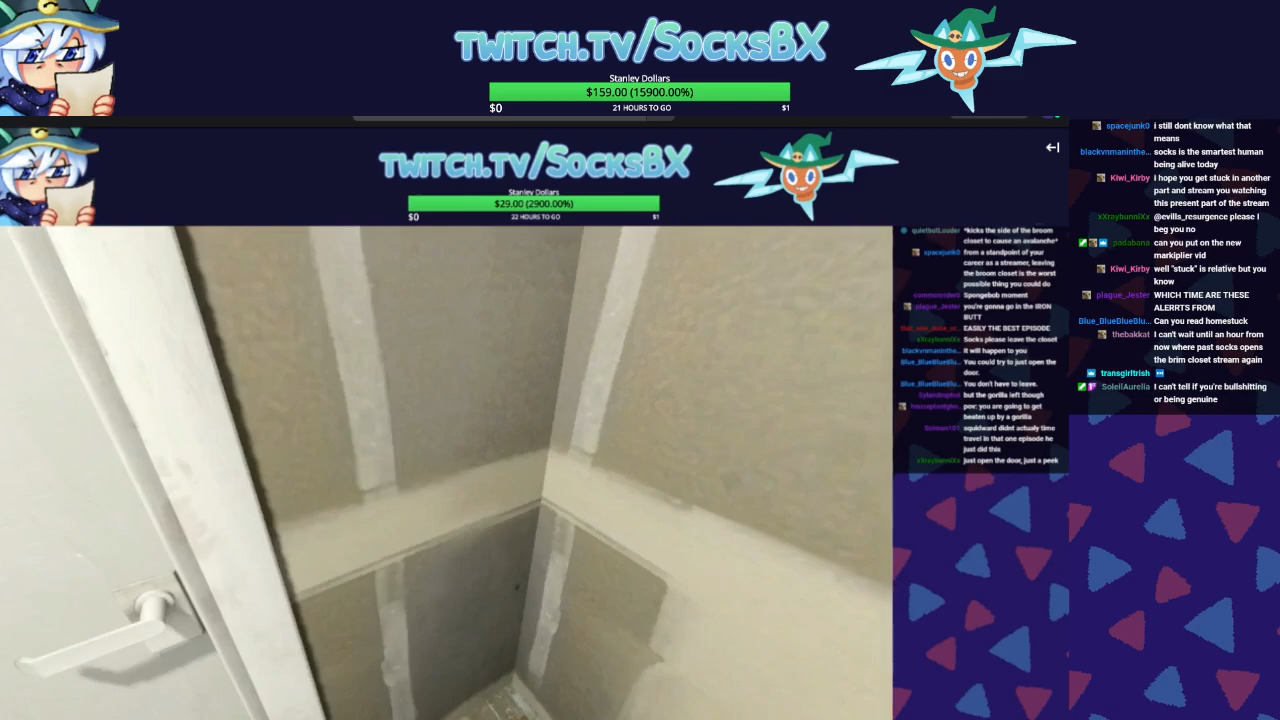 TWITCH.TV/SOCKSBX
Stanley Dollars
$159.00 (15900.00%)
$0
21 HOURS TO GO
$1
TWITCH.TV/SOCKSBX
Stanley Dollars
$29.00 (2900.00%)
$0
22 HOURS TO GO
$1
quietbutLouder *kicks the side of the broom
closet to cause an avalanche*
spacejunk0 from a standpoint of your
career as a streamer, leaving
the broom closet is the worst
possible thing you could do
Spongebob moment
plague_Jester you're gonna go in the IRON
BUTT
EASILY THE BEST EPISODE
xXraybunniXx Socks please leave the closet
blackvnmaninthe... It will happen to you
Blue_BlueBlueBlu... You could try to just open the
door.
Blue_BlueBlueBlu... You don't have to leave.
but the gorilla left though
pov: you are going to get
beaten up by a gorilla
squidward didnt actualy time
travel in that one episode he
just did this
xXraybunniXx just open the door, just a peek
spacejunk0 i still dont know what that
means
blackvnmaninthe... socks is the smartest human
being alive today
Kiwi_Kirby i hope you get stuck in another
part and stream you watching
this present part of the stream
xXraybunniXx @evills_resurgence please i
beg you no
padabana can you put on the new
markiplier vid
Kiwi_Kirby well "stuck" is relative but you
know
plague_Jester WHICH TIME ARE THESE
ALERRTS FROM
Blue_BlueBlueBlu... Can you read homestuck
thebakkat I can't wait until an hour from
now where past socks opens
the brim closet stream again
transgirltrish
SoleilAurelia I can't tell if you're bullshitting
or being genuine